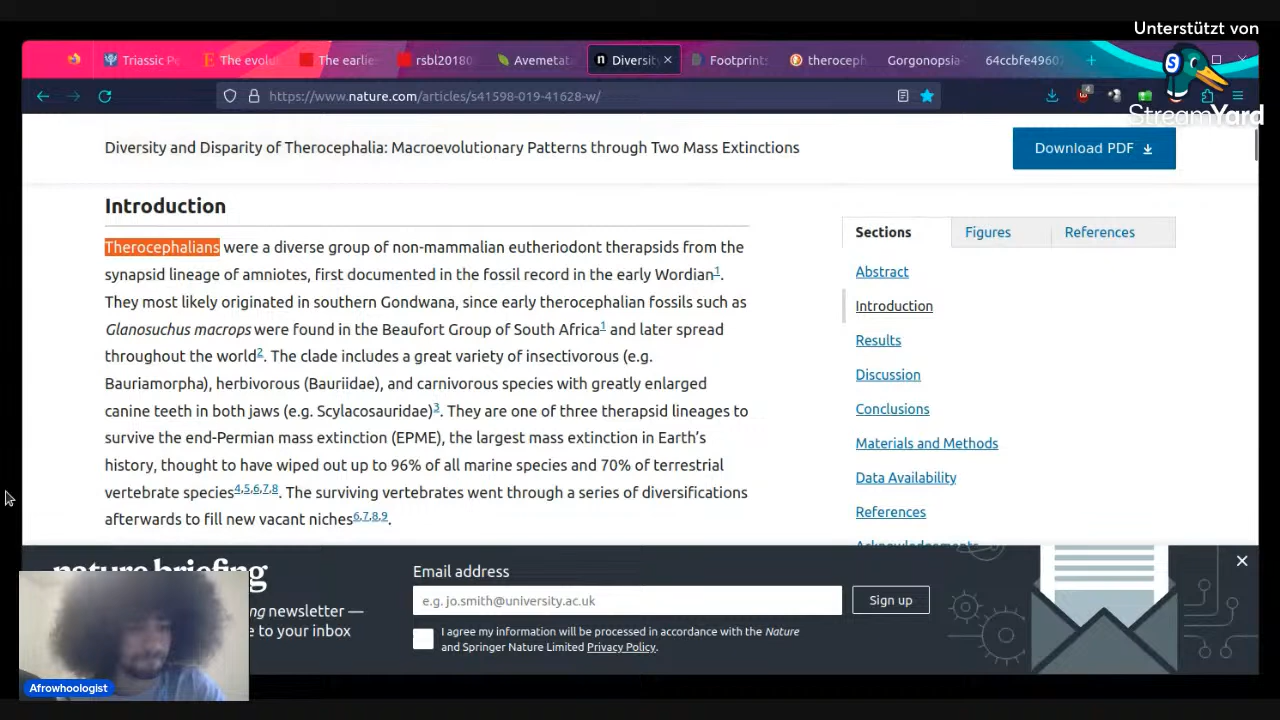 Unterstützt von
StreamYard
Triassic Pe
The evolu
The earlie
rsbl20180
Avemetat
Diversity
Footprints
theroceph
Gorgonopsia
64ccbfe4960
https://www.nature.com/articles/s41598-019-41628-w/
4
Diversity and Disparity of Therocephalia: Macroevolutionary Patterns through Two Mass Extinctions
Download PDF
Introduction
Therocephalians were a diverse group of non-mammalian eutheriodont therapsids from the
synapsid lineage of amniotes, first documented in the fossil record in the early Wordian1.
They most likely originated in southern Gondwana, since early therocephalian fossils such as
Glanosuchus macrops were found in the Beaufort Group of South Africa1 and later spread
throughout the world2. The clade includes a great variety of insectivorous (e.g.
Bauriamorpha), herbivorous (Bauriidae), and carnivorous species with greatly enlarged
canine teeth in both jaws (e.g. Scylacosauridae)3. They are one of three therapsid lineages to
survive the end-Permian mass extinction (EPME), the largest mass extinction in Earth's
history, thought to have wiped out up to 96% of all marine species and 70% of terrestrial
vertebrate species4,5,6,7,8. The surviving vertebrates went through a series of diversifications
afterwards to fill new vacant niches6,7,8,9.
Sections
Figures
References
Abstract
Introduction
Results
Discussion
Conclusions
Materials and Methods
Data Availability
References
Acknowledgements
nature briefing
ng newsletter —
e to your inbox
Email address
e.g. jo.smith@university.ac.uk
Sign up
I agree my information will be processed in accordance with the Nature
and Springer Nature Limited Privacy Policy.
Afrowhoologist